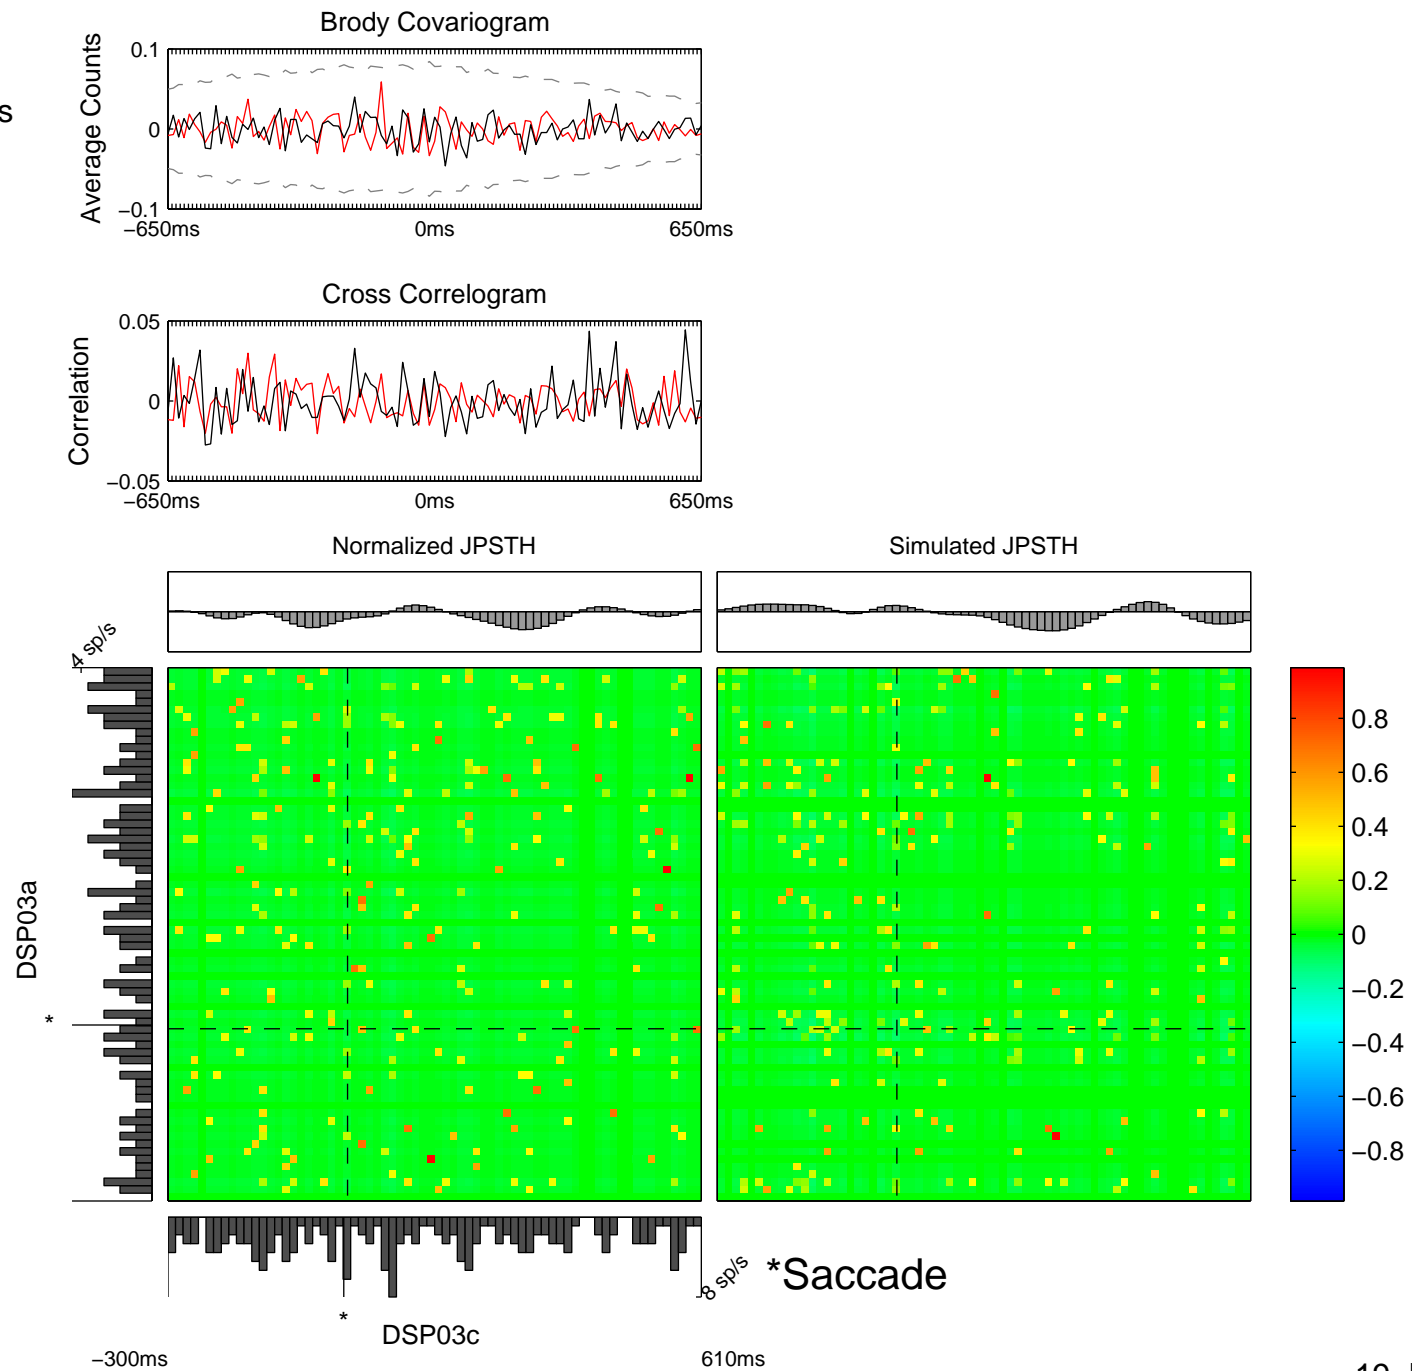 Brody Covariogram
s
Average Counts
0.1
0
−0.1
−650ms
0ms
650ms
Cross Correlogram
Correlation
0.05
0
−0.05
−650ms
0ms
650ms
Normalized JPSTH
Simulated JPSTH
4 sp/s
DSP03a
*
0.8
0.6
0.4
0.2
0
−0.2
−0.4
−0.6
−0.8
8 sp/s
*Saccade
*
DSP03c
−300ms
610ms